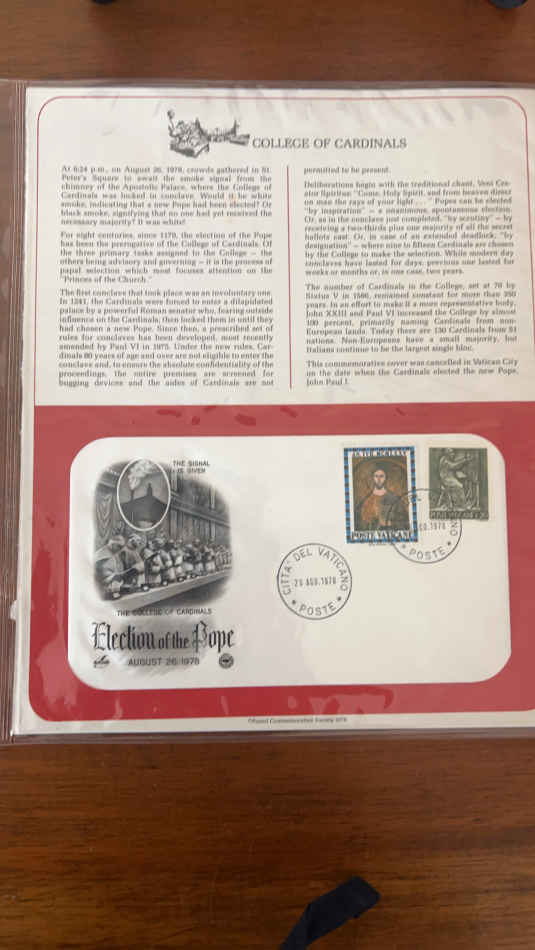 COLLEGE OF CARDINALS
At 6:24 p.m., on August 26, 1978, crowds gathered in St.
Peter's Square to await the smoke signal from the
chimney of the Apostolic Palace, where the College of
Cardinals was locked in conclave. Would it be white
smoke, indicating that a new Pope had been elected? Or
black smoke, signifying that no one had yet received the
necessary majority? It was white!
For eight centuries, since 1179, the election of the Pope
has been the prerogative of the College of Cardinals. Of
the three primary tasks assigned to the College — the
others being advisory and governing — it is the process of
papal selection which most focuses attention on the
"Princes of the Church."
The first conclave that took place was an involuntary one.
In 1241, the Cardinals were forced to enter a dilapidated
palace by a powerful Roman senator who, fearing outside
influence on the Cardinals, then locked them in until they
had chosen a new Pope. Since then, a prescribed set of
rules for conclaves has been developed, most recently
amended by Paul VI in 1975. Under the new rules, Car-
dinals 80 years of age and over are not eligible to enter the
conclave and, to ensure the absolute confidentiality of the
proceedings, the entire premises are screened for
bugging devices and the aides of Cardinals are not
permitted to be present.
Deliberations begin with the traditional chant, Veni Cre-
ator Spiritus: "Come, Holy Spirit, and from heaven direct
on man the rays of your light . . . " Popes can be elected
"by inspiration" — a unanimous, spontaneous election.
Or, as in the conclave just completed, "by scrutiny" — by
receiving a two-thirds plus one majority of all the secret
ballots cast. Or, in case of an extended deadlock, "by
designation" — where nine to fifteen Cardinals are chosen
by the College to make the selection. While modern day
conclaves have lasted for days, previous one lasted for
weeks or months or, in one case, two years.
The number of Cardinals in the College, set at 70 by
Sixtus V in 1586, remained constant for more than 350
years. In an effort to make it a more representative body,
John XXIII and Paul VI increased the College by almost
100 percent, primarily naming Cardinals from non-
European lands. Today there are 130 Cardinals from 51
nations. Non-Europeans have a small majority, but
Italians continue to be the largest single bloc.
This commemorative cover was cancelled in Vatican City
on the date when the Cardinals elected the new Pope,
John Paul I.
THE SIGNAL
IS GIVEN
THE COLLEGE OF CARDINALS
Election of the Pope
AUGUST 26, 1978
CITTA' DEL VATICANO
26 AGO. 1978
POSTE
AN. IVB. MCMLXXV
POSTE VATICANE
GO. 1978
POSTE
©Postal Commemorative Society 1978